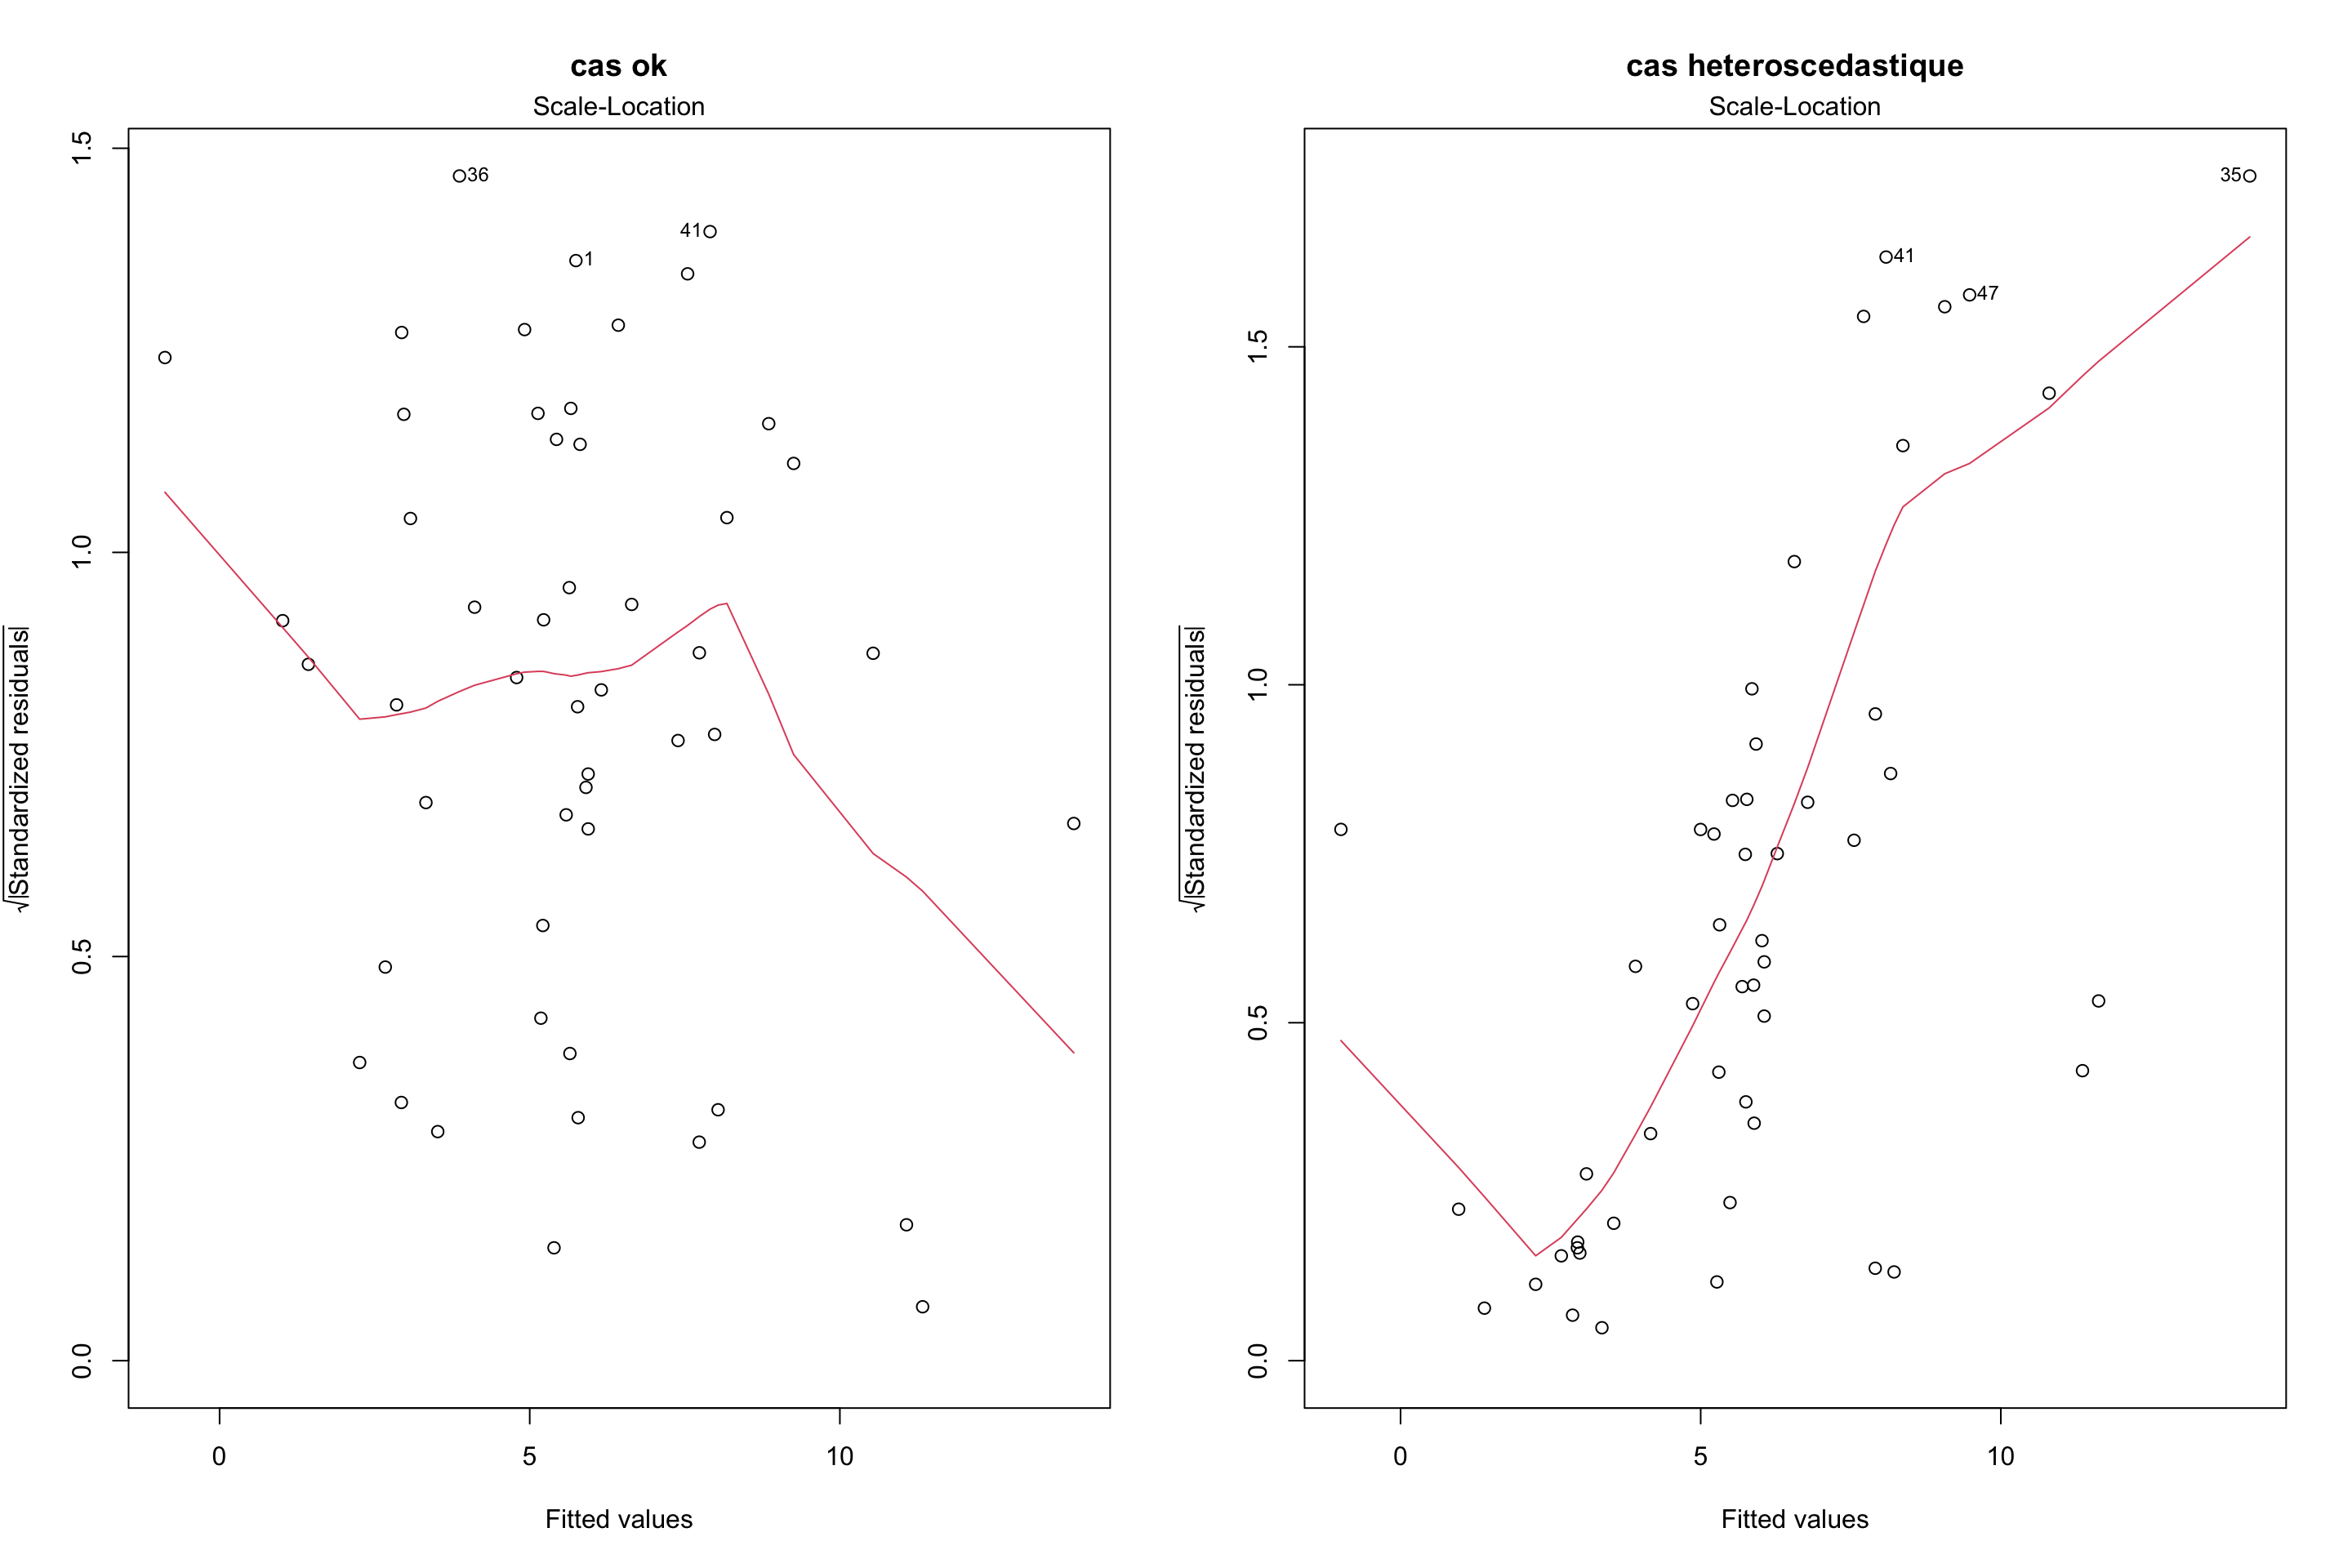 cas ok
Scale-Location
√|Standardized residuals|
1.5
1.0
0.5
0.0
36
41
1
0
5
10
Fitted values
cas heteroscedastique
Scale-Location
√|Standardized residuals|
1.5
1.0
0.5
0.0
35
41
47
0
5
10
Fitted values